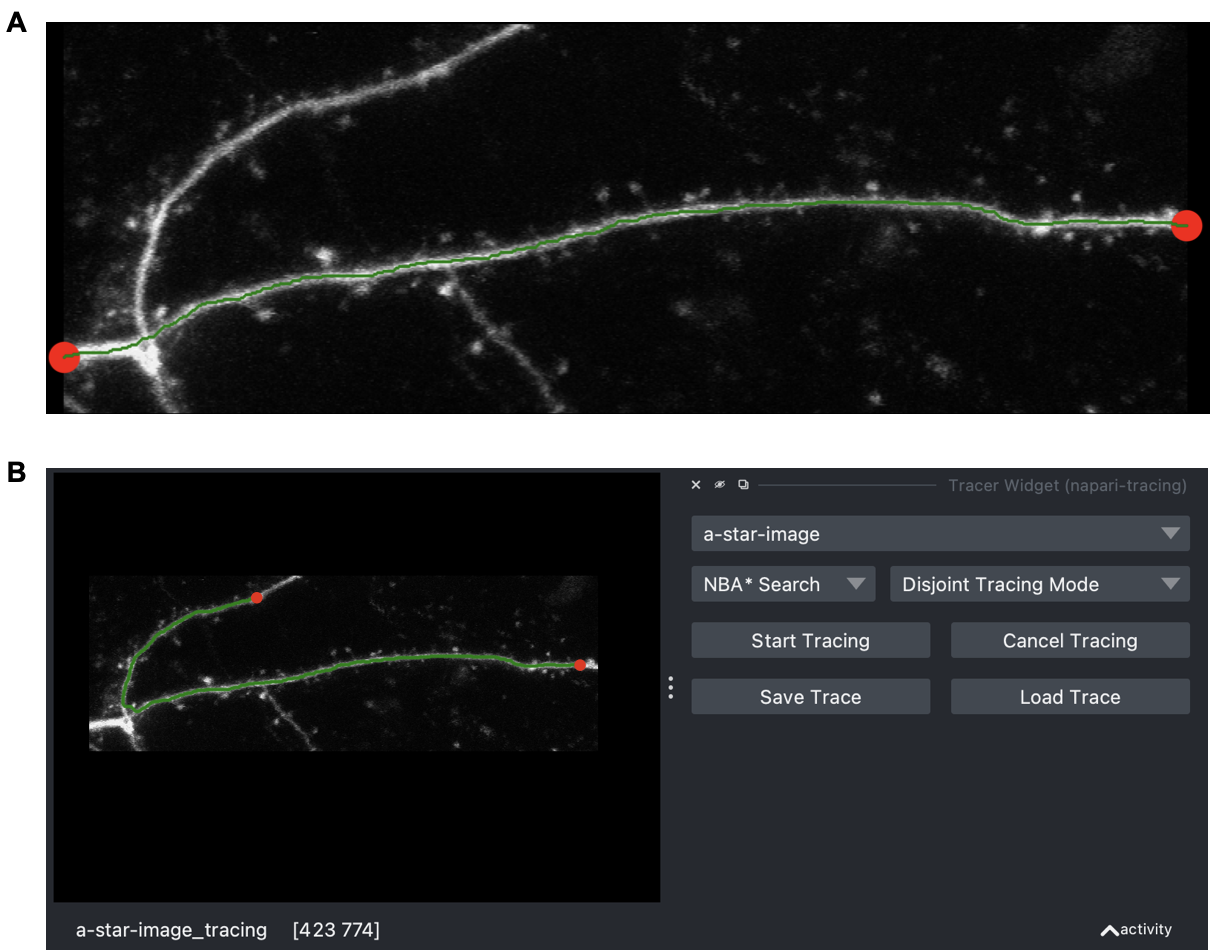 A
B
Tracer Widget (napari-tracing)
a-star-image
NBA* Search Disjoint Tracing Mode
Start Tracing Cancel Tracing
Save Trace Load Trace
a-star-image_tracing [423 774] activity